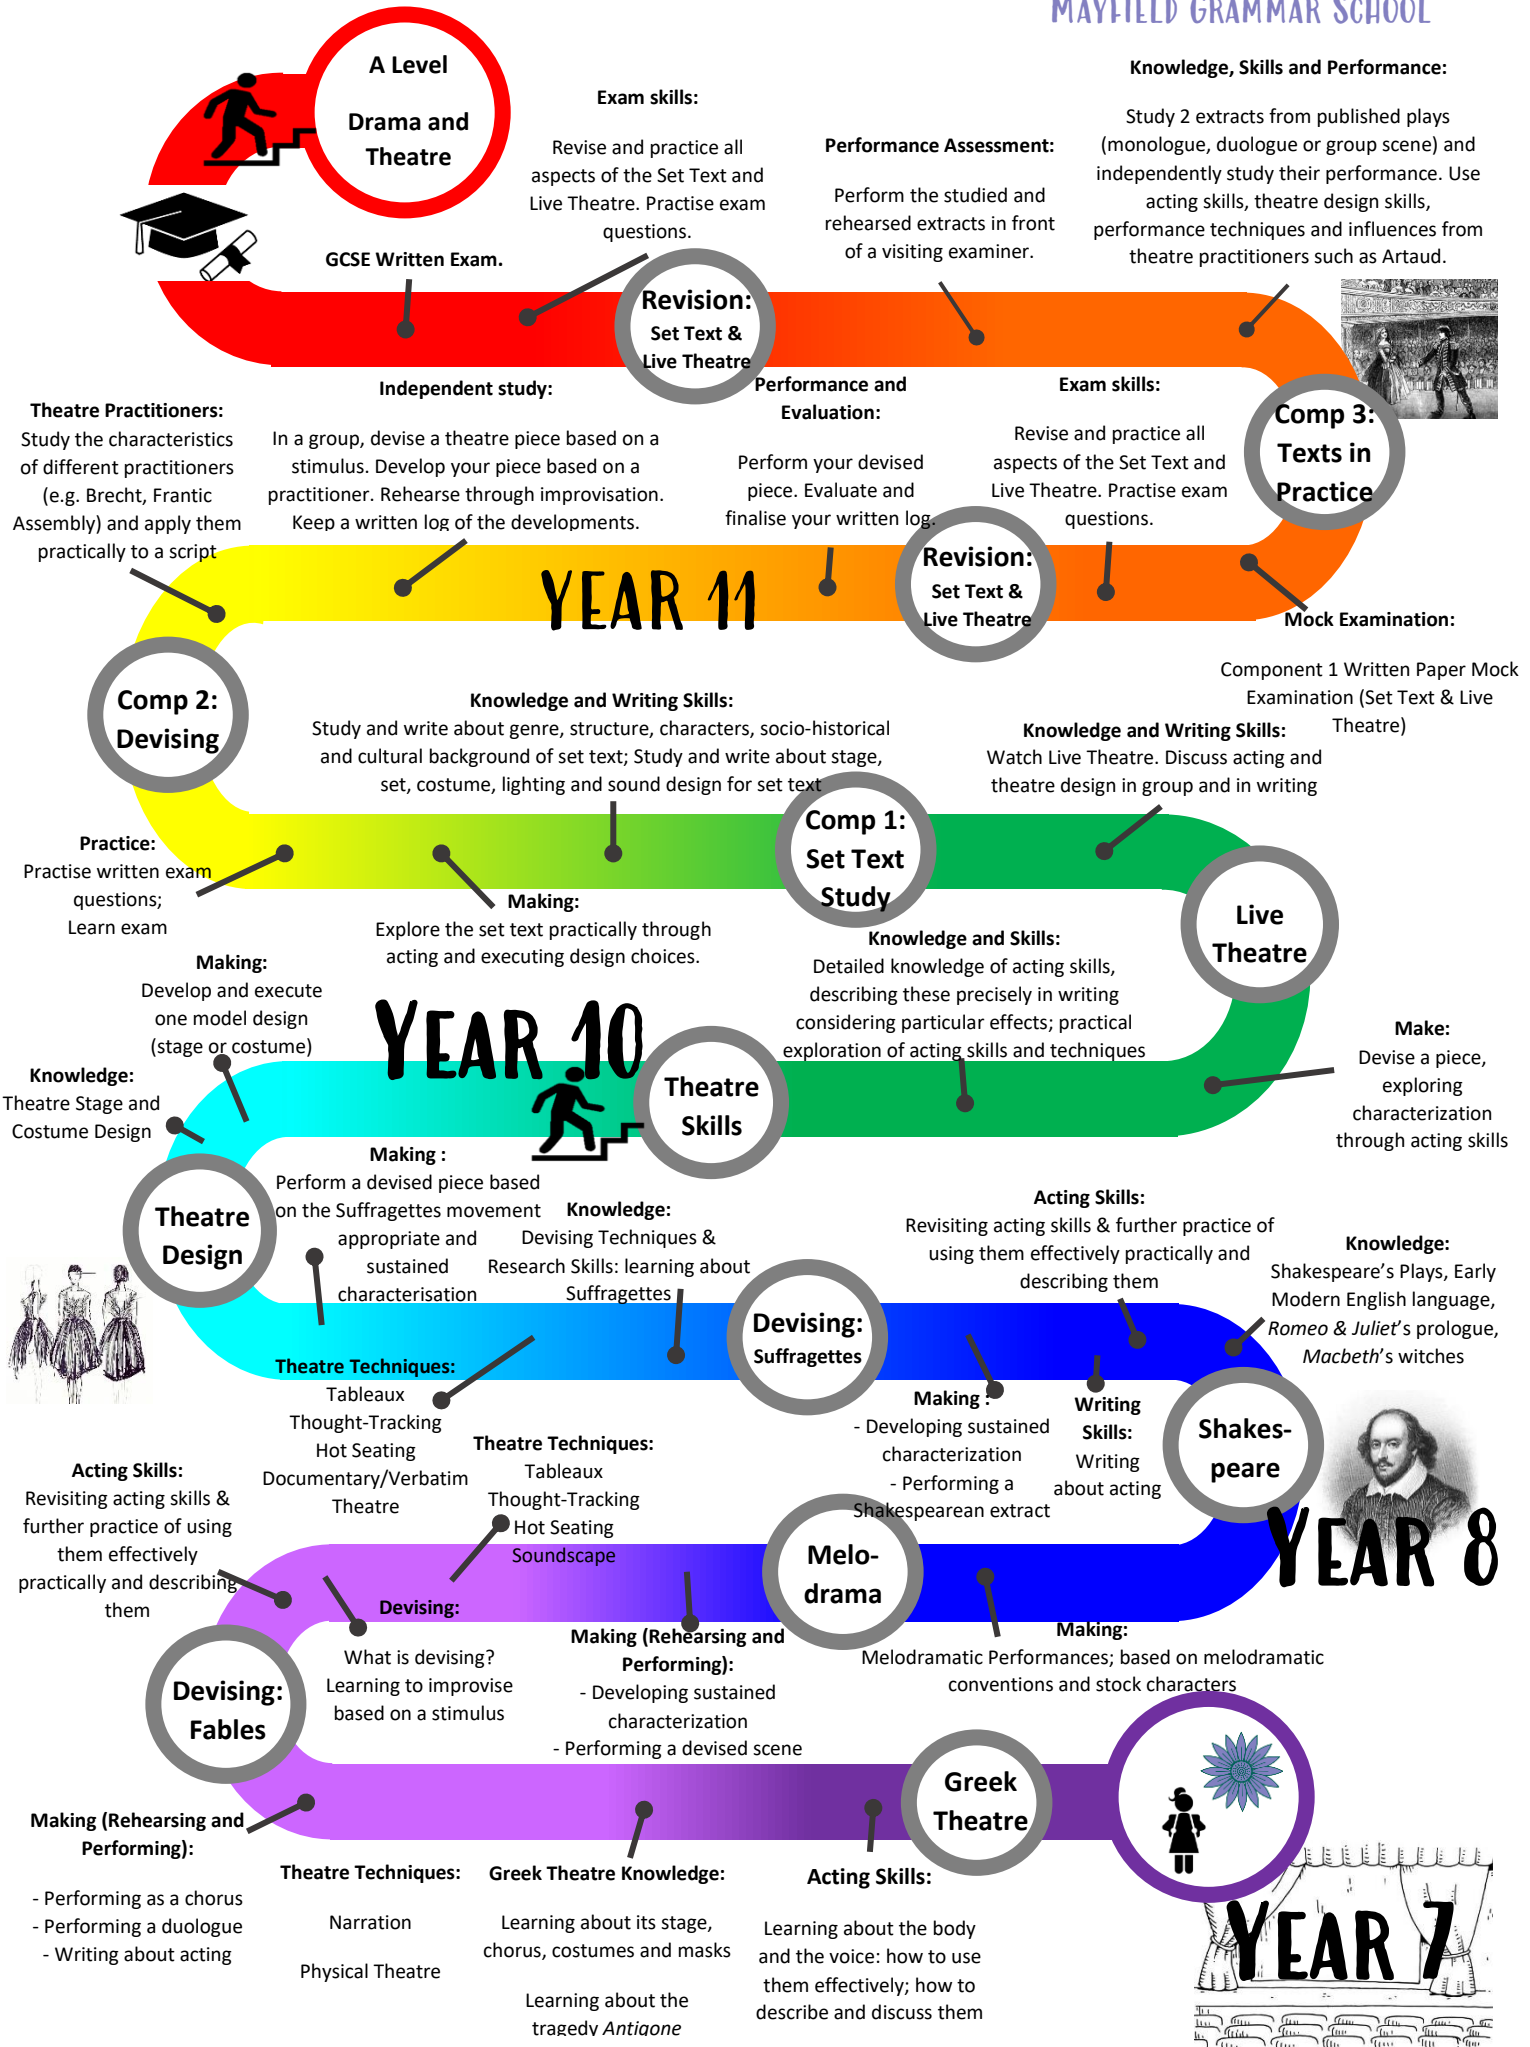 MAYFIELD GRAMMAR SCHOOL
A Level
Drama and
Theatre
Exam skills:
Revise and practice all
aspects of the Set Text and
Live Theatre. Practise exam
questions.
Performance Assessment:
Perform the studied and
rehearsed extracts in front
of a visiting examiner.
Knowledge, Skills and Performance:
Study 2 extracts from published plays
(monologue, duologue or group scene) and
independently study their performance. Use
acting skills, theatre design skills,
performance techniques and influences from
theatre practitioners such as Artaud.
GCSE Written Exam.
Revision:
Set Text &
Live Theatre
Theatre Practitioners:
Study the characteristics
of different practitioners
(e.g. Brecht, Frantic
Assembly) and apply them
practically to a script
Independent study:
In a group, devise a theatre piece based on a
stimulus. Develop your piece based on a
practitioner. Rehearse through improvisation.
Keep a written log of the developments.
Performance and
Evaluation:
Perform your devised
piece. Evaluate and
finalise your written log.
Exam skills:
Revise and practice all
aspects of the Set Text and
Live Theatre. Practise exam
questions.
Comp 3:
Texts in
Practice
YEAR 11
Revision:
Set Text &
Live Theatre
Mock Examination:
Component 1 Written Paper Mock
Examination (Set Text & Live
Theatre)
Comp 2:
Devising
Knowledge and Writing Skills:
Study and write about genre, structure, characters, socio-historical
and cultural background of set text; Study and write about stage,
set, costume, lighting and sound design for set text
Knowledge and Writing Skills:
Watch Live Theatre. Discuss acting and
theatre design in group and in writing
Comp 1:
Set Text
Study
Practice:
Practise written exam
questions;
Learn exam
Making:
Explore the set text practically through
acting and executing design choices.
Live
Theatre
Making:
Develop and execute
one model design
(stage or costume)
Knowledge and Skills:
Detailed knowledge of acting skills,
describing these precisely in writing
considering particular effects; practical
exploration of acting skills and techniques
YEAR 10
Make:
Devise a piece,
exploring
characterization
through acting skills
Knowledge:
Theatre Stage and
Costume Design
Theatre
Skills
Theatre
Design
Making :
Perform a devised piece based
on the Suffragettes movement
appropriate and
sustained
characterisation
Knowledge:
Devising Techniques &
Research Skills: learning about
Suffragettes
Devising:
Suffragettes
Acting Skills:
Revisiting acting skills & further practice of
using them effectively practically and
describing them
Knowledge:
Shakespeare’s Plays, Early
Modern English language,
Romeo & Juliet’s prologue,
Macbeth’s witches
Theatre Techniques:
Tableaux
Thought-Tracking
Hot Seating
Documentary/Verbatim
Theatre
Making :
- Developing sustained
characterization
- Performing a
Shakespearean extract
Writing
Skills:
Writing
about acting
Shakes-
peare
YEAR 8
Acting Skills:
Revisiting acting skills &
further practice of using
them effectively
practically and describing
them
Theatre Techniques:
Tableaux
Thought-Tracking
Hot Seating
Soundscape
Melo-
drama
Devising:
What is devising?
Learning to improvise
based on a stimulus
Making (Rehearsing and
Performing):
- Developing sustained
characterization
- Performing a devised scene
Making:
Melodramatic Performances; based on melodramatic
conventions and stock characters
Devising:
Fables
Greek
Theatre
Making (Rehearsing and
Performing):
- Performing as a chorus
- Performing a duologue
- Writing about acting
Theatre Techniques:
Narration
Physical Theatre
Greek Theatre Knowledge:
Learning about its stage,
chorus, costumes and masks
Learning about the
tragedy Antigone
Acting Skills:
Learning about the body
and the voice: how to use
them effectively; how to
describe and discuss them
YEAR 7